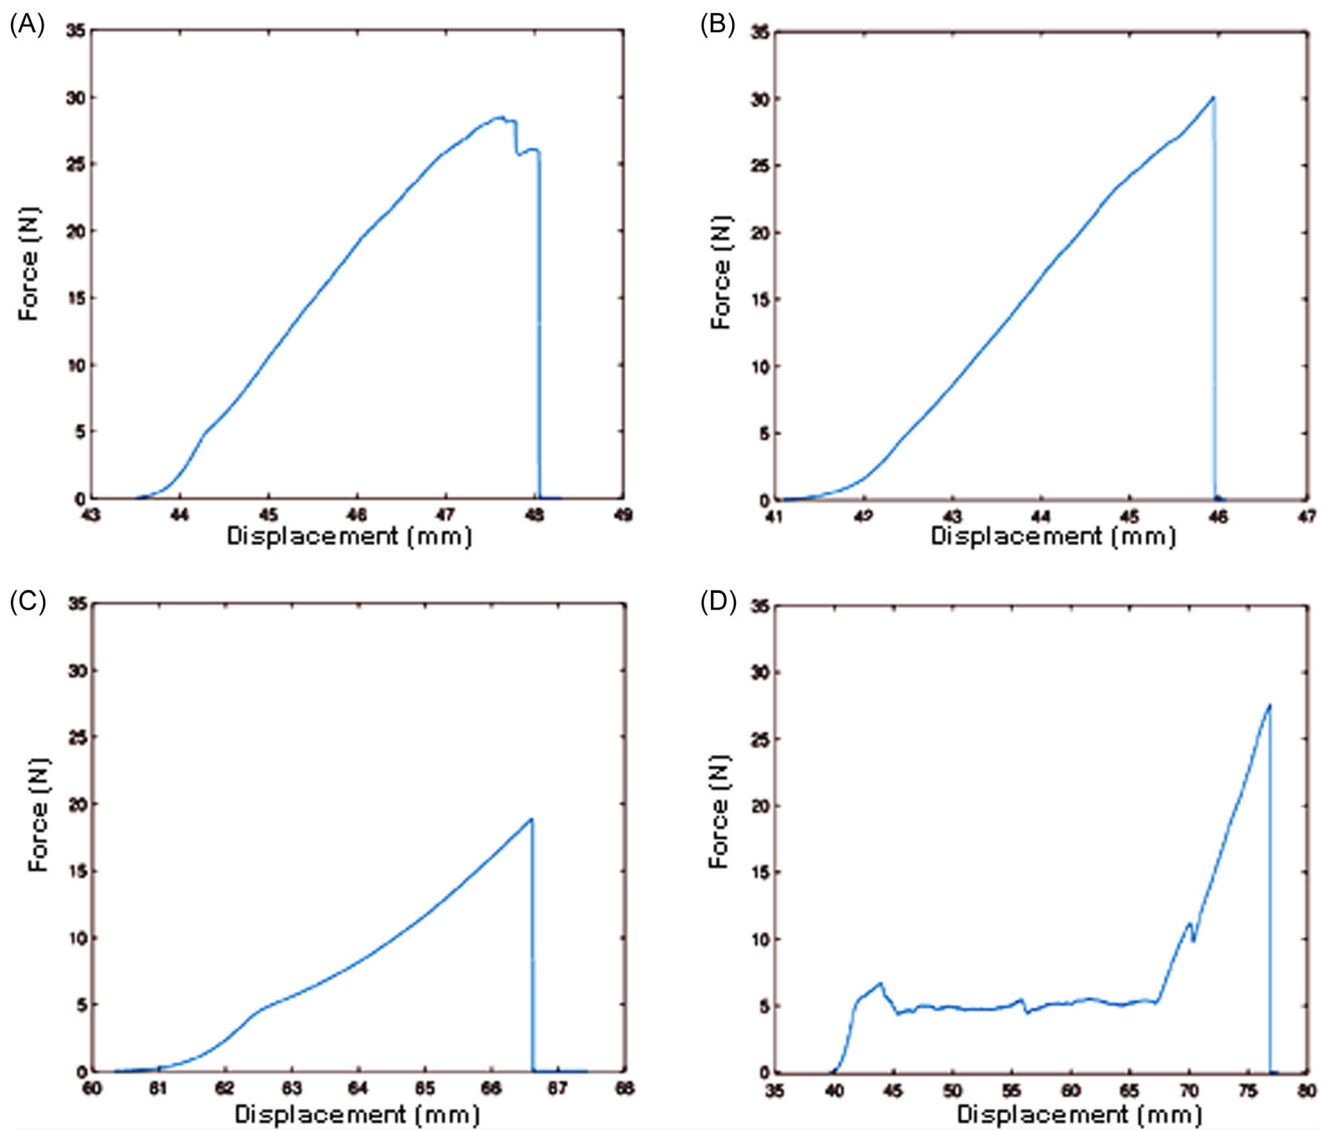 (A)
35
30
25
20
15
10
5
0
Force (N)
43 44 45 46 47 48 49
Displacement (mm)
(B)
35
30
25
20
15
10
5
0
Force (N)
41 42 43 44 45 46 47
Displacement (mm)
(C)
35
30
25
20
15
10
5
0
Force (N)
60 61 62 63 64 65 66 67 68
Displacement (mm)
(D)
35
30
25
20
15
10
5
0
Force (N)
35 40 45 50 55 60 65 70 75 80
Displacement (mm)